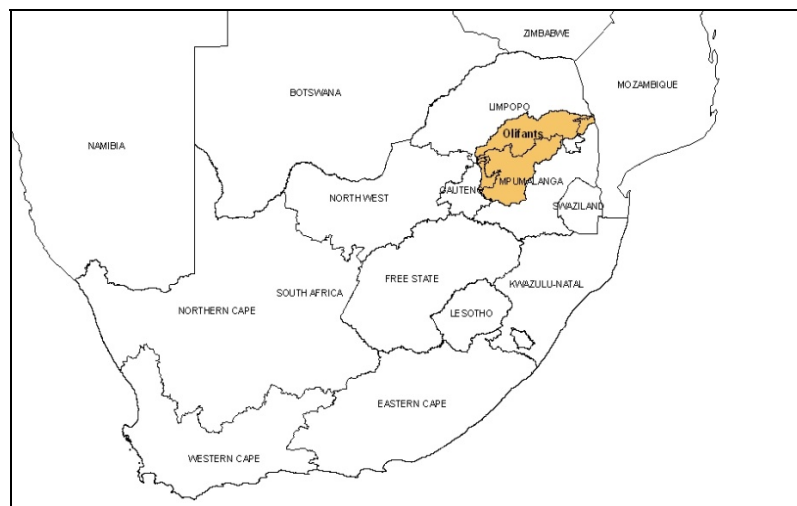 ZIMBABWE
MOZAMBIQUE
BOTSWANA
LIMPOPO
Olifants
NAMIBIA
MPUMALANGA
GAUTENG
NORTH WEST
SWAZILAND
FREE STATE
KWAZULU-NATAL
SOUTH AFRICA
NORTHERN CAPE
LESOTHO
EASTERN CAPE
WESTERN CAPE